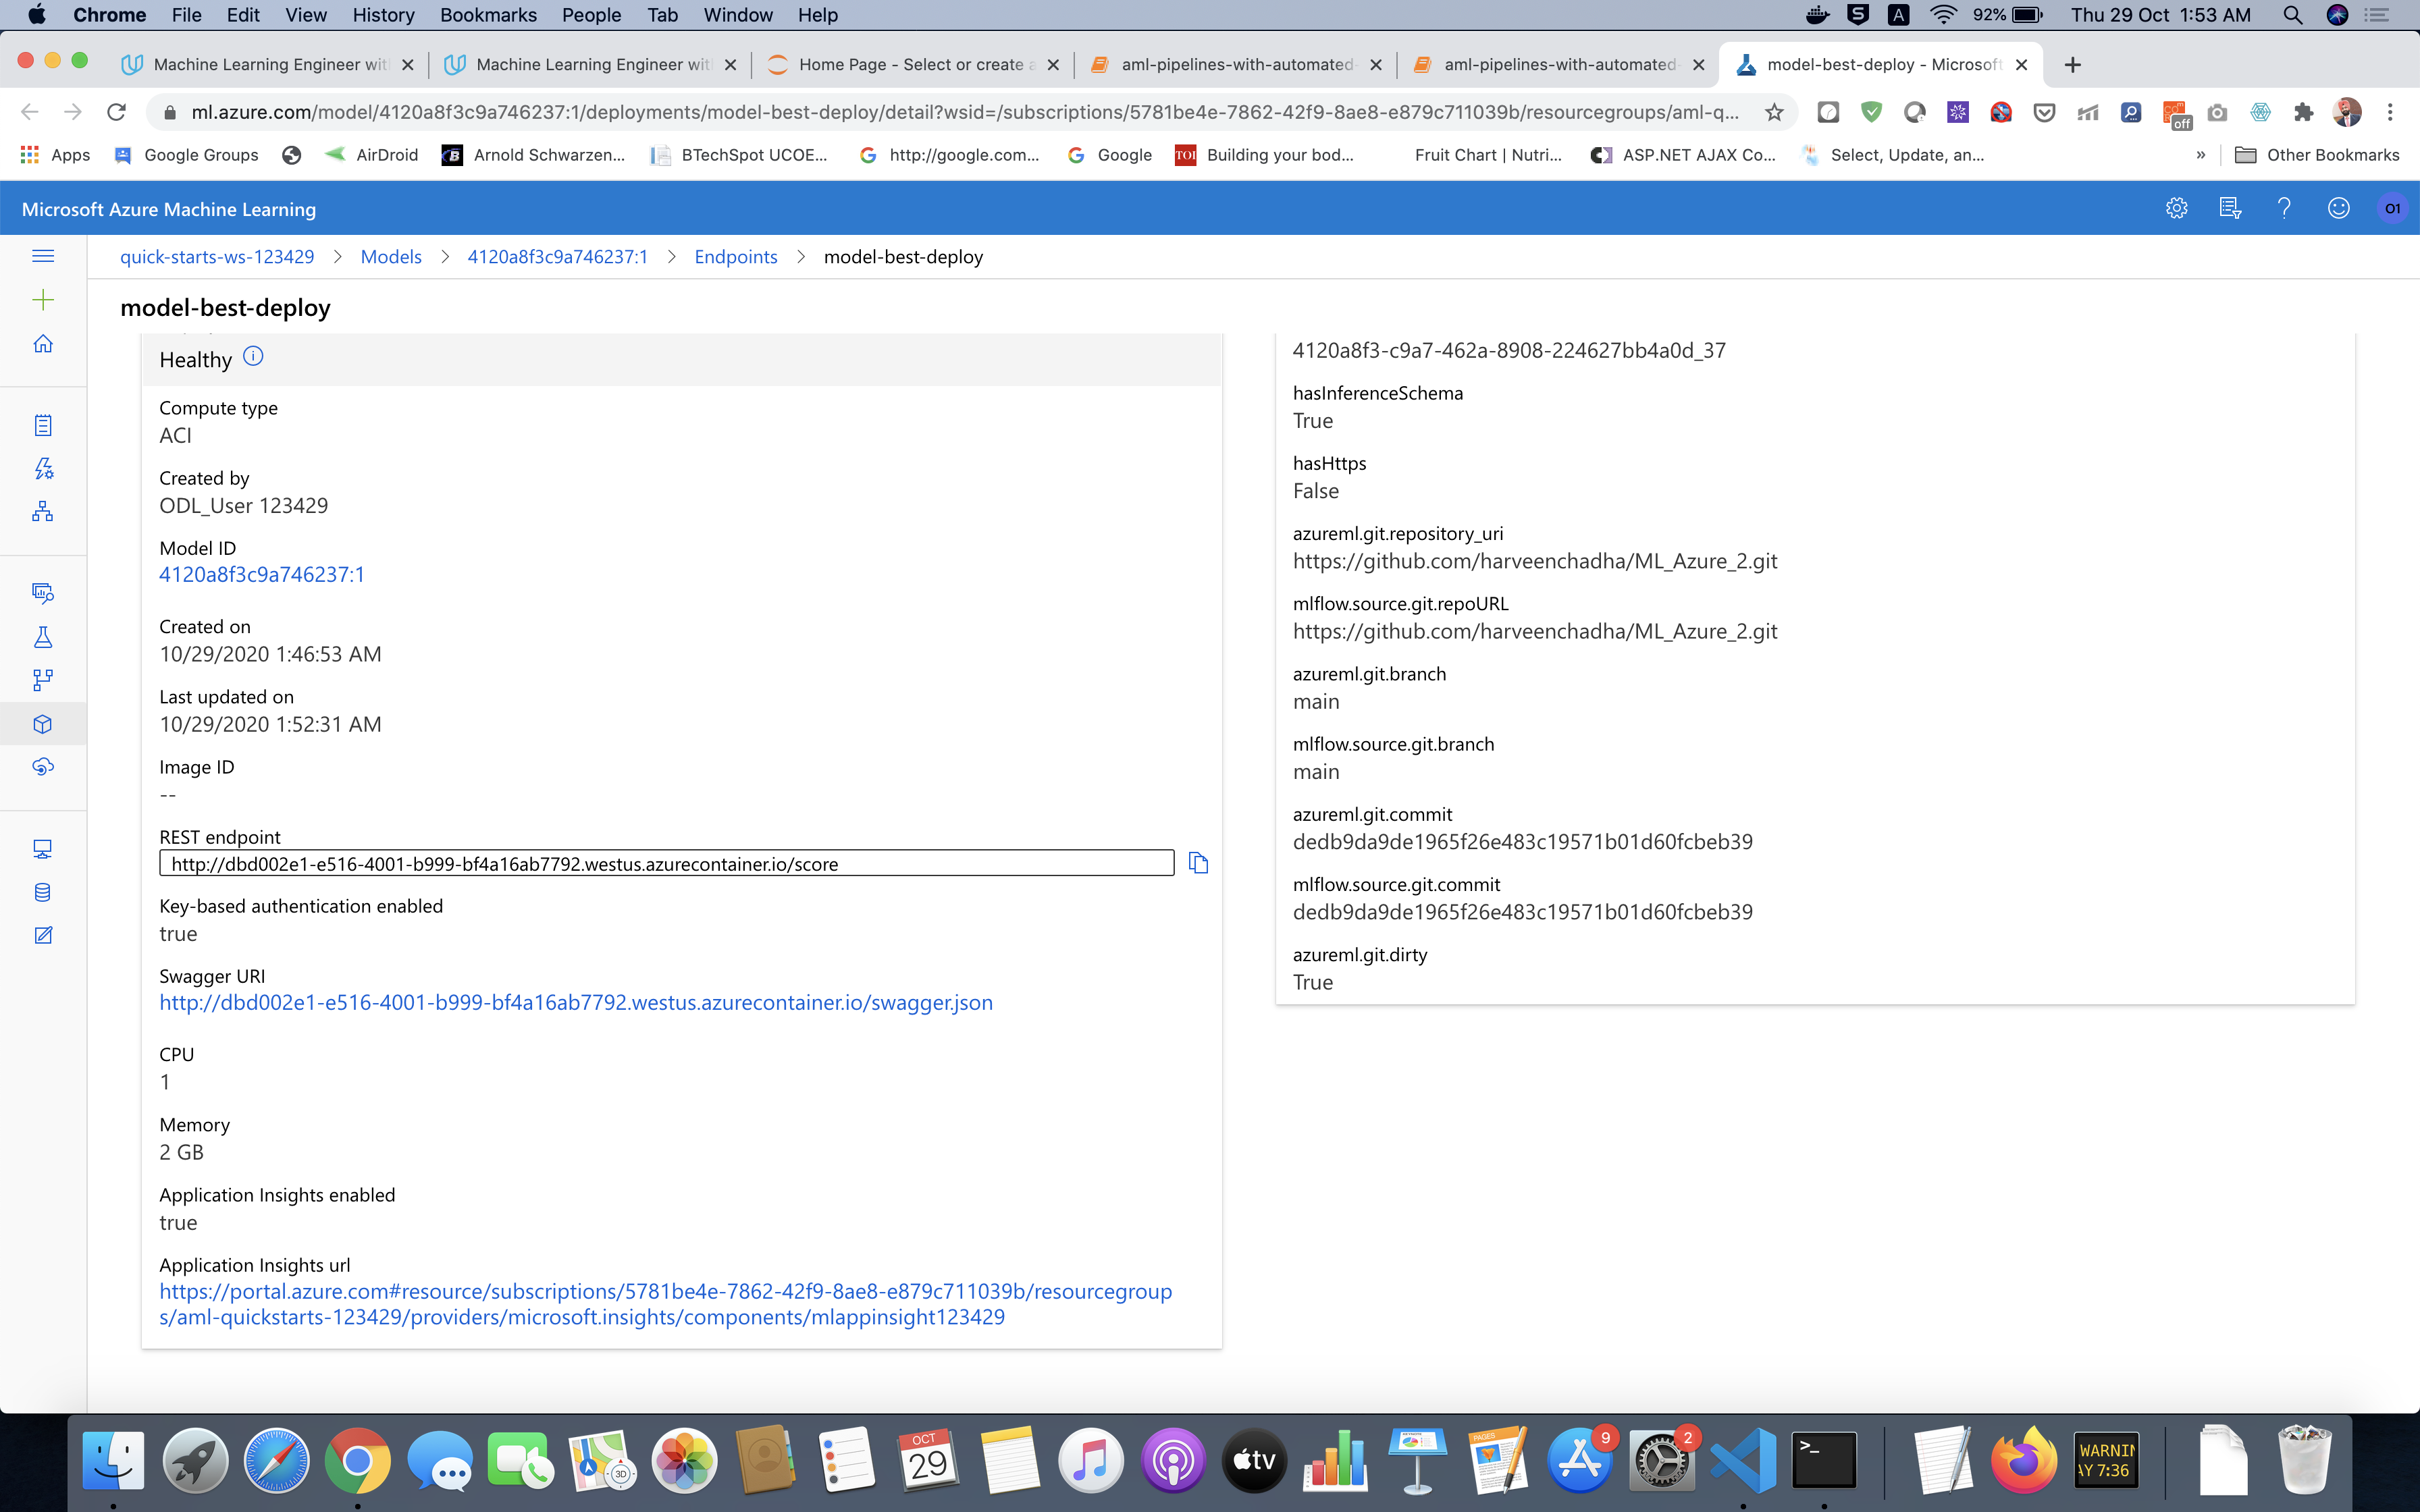 Chrome File Edit View History Bookmarks People Tab Window Help
S A 92% Thu 29 Oct 1:53 AM
Machine Learning Engineer wit
Machine Learning Engineer wit
Home Page - Select or create a
aml-pipelines-with-automated-
aml-pipelines-with-automated-
model-best-deploy - Microsoft
ml.azure.com/model/4120a8f3c9a746237:1/deployments/model-best-deploy/detail?wsid=/subscriptions/5781be4e-7862-42f9-8ae8-e879c711039b/resourcegroups/aml-q...
off
Apps
Google Groups
AirDroid
Arnold Schwarzen...
BTechSpot UCOE...
http://google.com...
Google
TOI
Building your bod...
Fruit Chart | Nutri...
ASP.NET AJAX Co...
Select, Update, an...
»
Other Bookmarks
Microsoft Azure Machine Learning
O1
quick-starts-ws-123429 > Models > 4120a8f3c9a746237:1 > Endpoints > model-best-deploy
model-best-deploy
Healthy
Compute type
ACI
Created by
ODL_User 123429
Model ID
4120a8f3c9a746237:1
Created on
10/29/2020 1:46:53 AM
Last updated on
10/29/2020 1:52:31 AM
Image ID
--
REST endpoint
http://dbd002e1-e516-4001-b999-bf4a16ab7792.westus.azurecontainer.io/score
Key-based authentication enabled
true
Swagger URI
http://dbd002e1-e516-4001-b999-bf4a16ab7792.westus.azurecontainer.io/swagger.json
CPU
1
Memory
2 GB
Application Insights enabled
true
Application Insights url
https://portal.azure.com#resource/subscriptions/5781be4e-7862-42f9-8ae8-e879c711039b/resourcegroup
s/aml-quickstarts-123429/providers/microsoft.insights/components/mlappinsight123429
4120a8f3-c9a7-462a-8908-224627bb4a0d_37
hasInferenceSchema
True
hasHttps
False
azureml.git.repository_uri
https://github.com/harveenchadha/ML_Azure_2.git
mlflow.source.git.repoURL
https://github.com/harveenchadha/ML_Azure_2.git
azureml.git.branch
main
mlflow.source.git.branch
main
azureml.git.commit
dedb9da9de1965f26e483c19571b01d60fcbeb39
mlflow.source.git.commit
dedb9da9de1965f26e483c19571b01d60fcbeb39
azureml.git.dirty
True
3D
OCT
29
tv
PAGES
9
2
>_
WARNIN
AY 7:36